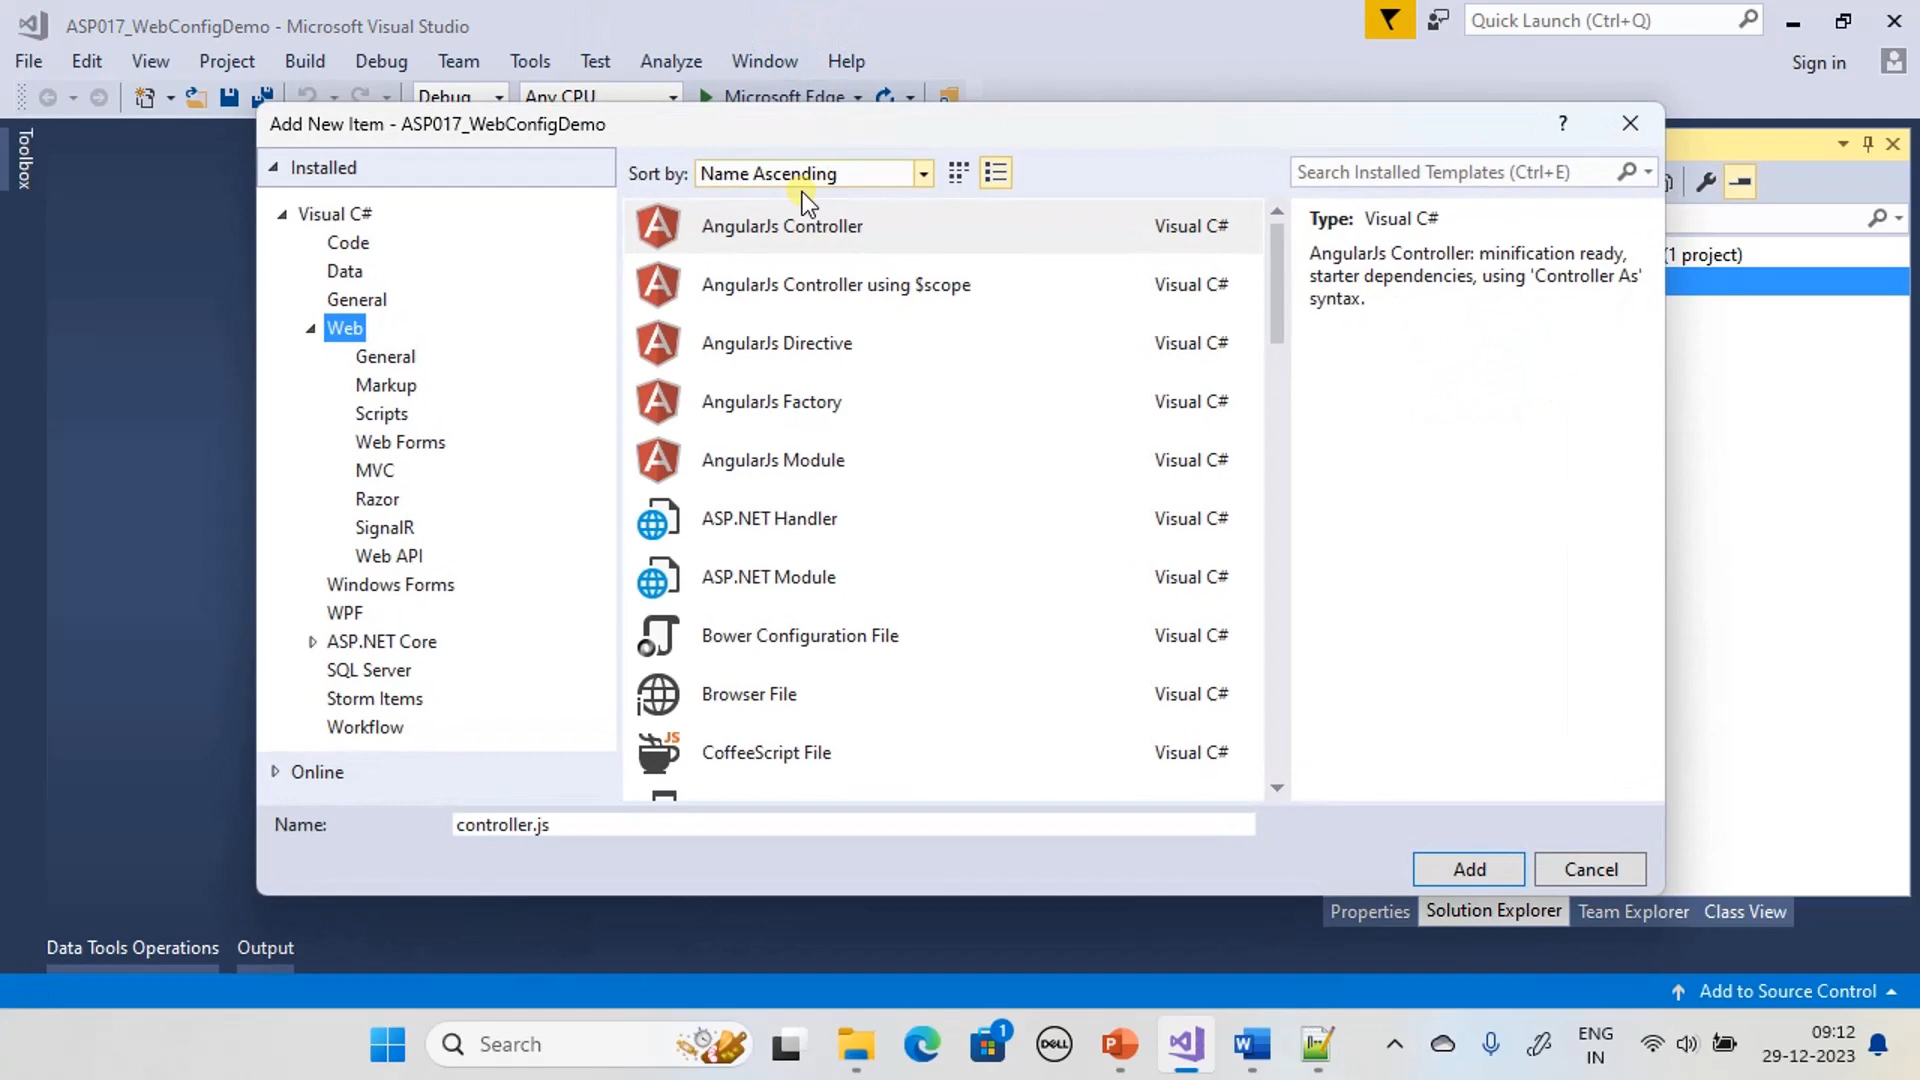 ASP017_WebConfigDemo - Microsoft Visual Studio
Quick Launch (Ctrl+Q)
File Edit View Project Build Debug Team Tools Test Analyze Window Help
Sign in
Debug Any CPU Microsoft Edge
Toolbox
Add New Item - ASP017_WebConfigDemo
?
Installed
Sort by: Name Ascending
Search Installed Templates (Ctrl+E)
Visual C#
Code
Data
General
Web
General
Markup
Scripts
Web Forms
MVC
Razor
SignalR
Web API
Windows Forms
WPF
ASP.NET Core
SQL Server
Storm Items
Workflow
Online
AngularJs Controller Visual C#
AngularJs Controller using $scope Visual C#
AngularJs Directive Visual C#
AngularJs Factory Visual C#
AngularJs Module Visual C#
ASP.NET Handler Visual C#
ASP.NET Module Visual C#
Bower Configuration File Visual C#
Browser File Visual C#
CoffeeScript File Visual C#
Type: Visual C#
AngularJs Controller: minification ready,
starter dependencies, using 'Controller As'
syntax.
(1 project)
Name: controller.js
Add Cancel
Properties Solution Explorer Team Explorer Class View
Data Tools Operations Output
Add to Source Control
Search
1
DELL
ENG
IN
09:12
29-12-2023